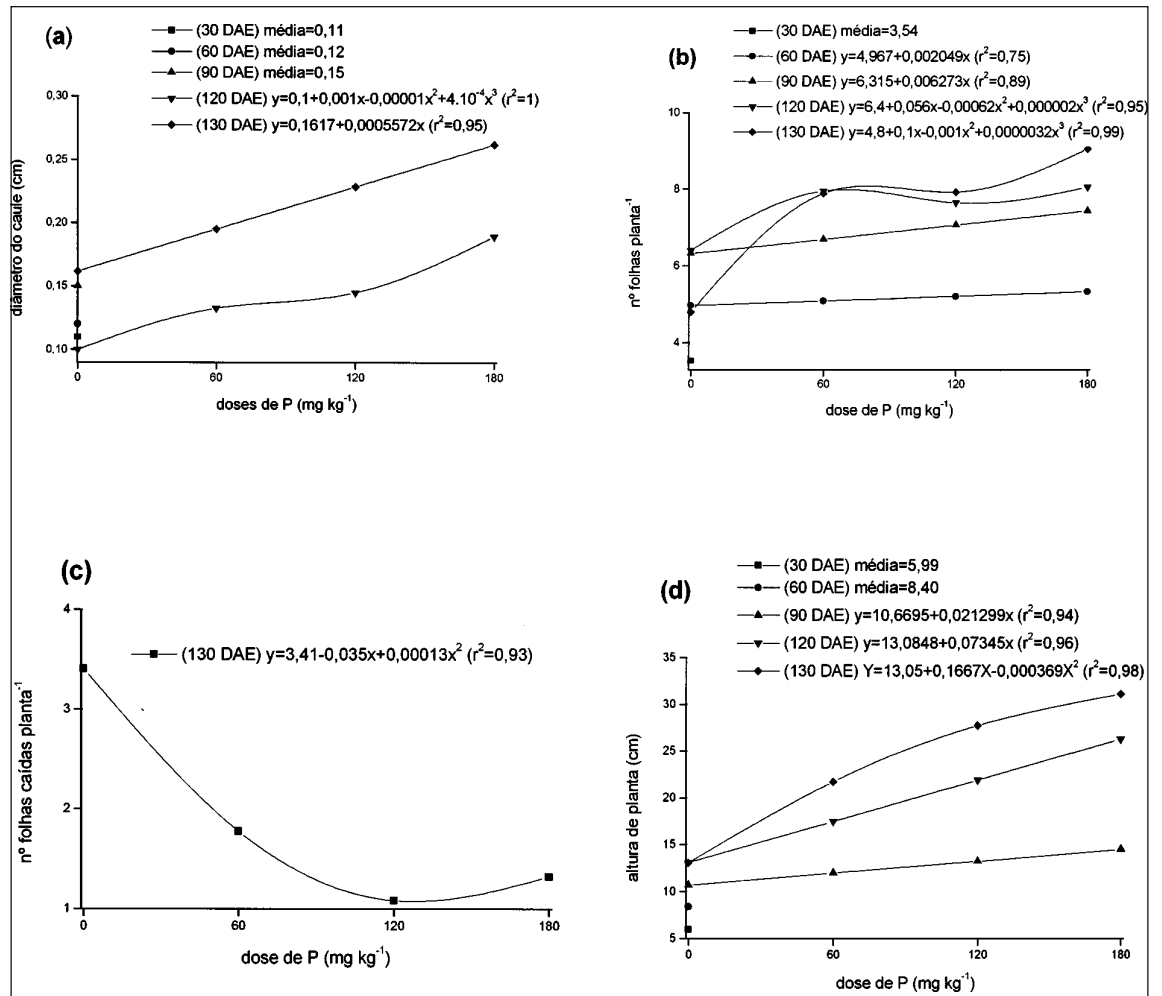 (a)
(30 DAE) média=0,11
(60 DAE) média=0,12
(90 DAE) média=0,15
(120 DAE) y=0,1+0,001x-0,00001x²+4.10⁻⁴x³ (r²=1)
(130 DAE) y=0,1617+0,0005572x (r²=0,95)
0,30
0,25
0,20
0,15
0,10
diâmetro do caule (cm)
0 60 120 180
doses de P (mg kg⁻¹)
(b)
(30 DAE) média=3,54
(60 DAE) y=4,967+0,002049x (r²=0,75)
(90 DAE) y=6,315+0,006273x (r²=0,89)
(120 DAE) y=6,4+0,056x-0,00062x²+0,000002x³ (r²=0,95)
(130 DAE) y=4,8+0,1x-0,001x²+0,0000032x³ (r²=0,99)
10
8
6
4
nº folhas planta⁻¹
0 60 120 180
dose de P (mg kg⁻¹)
(c)
(130 DAE) y=3,41-0,035x+0,00013x² (r²=0,93)
4
3
2
1
nº folhas caídas planta⁻¹
0 60 120 180
dose de P (mg kg⁻¹)
(d)
(30 DAE) média=5,99
(60 DAE) média=8,40
(90 DAE) y=10,6695+0,021299x (r²=0,94)
(120 DAE) y=13,0848+0,07345x (r²=0,96)
(130 DAE) Y=13,05+0,1667X-0,000369X² (r²=0,98)
35
30
25
20
15
10
5
altura de planta (cm)
0 60 120 180
dose de P (mg kg⁻¹)